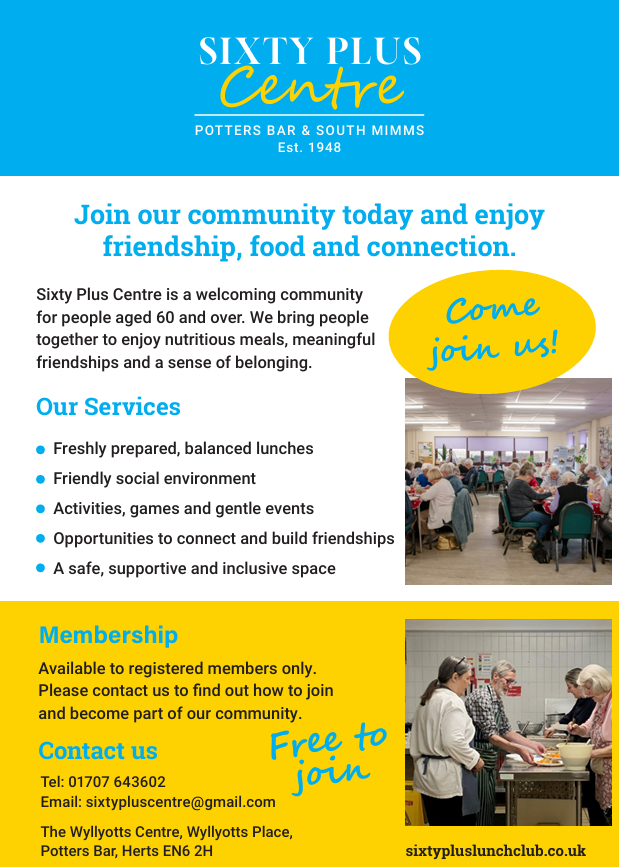 SIXTY PLUS
Centre
POTTERS BAR & SOUTH MIMMS
Est. 1948
Join our community today and enjoy
friendship, food and connection.
Sixty Plus Centre is a welcoming community
for people aged 60 and over. We bring people
together to enjoy nutritious meals, meaningful
friendships and a sense of belonging.
Come
join us!
Our Services
Freshly prepared, balanced lunches
Friendly social environment
Activities, games and gentle events
Opportunities to connect and build friendships
A safe, supportive and inclusive space
Membership
Available to registered members only.
Please contact us to find out how to join
and become part of our community.
Free to
join
Contact us
Tel: 01707 643602
Email: sixtypluscentre@gmail.com
The Wyllyotts Centre, Wyllyotts Place,
Potters Bar, Herts EN6 2H
sixtypluslunchclub.co.uk